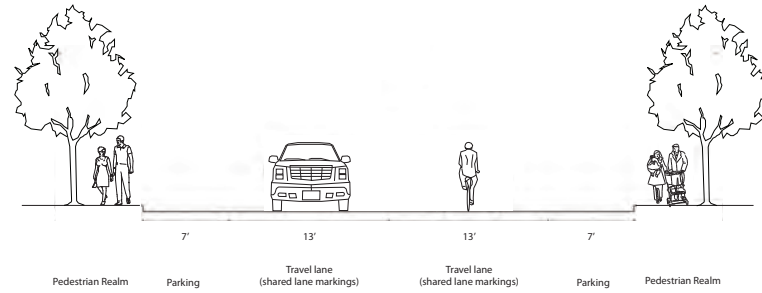 7′ 13′ 13′ 7′
Pedestrian Realm Parking Travel lane Travel lane Parking Pedestrian Realm
(shared lane markings) (shared lane markings)